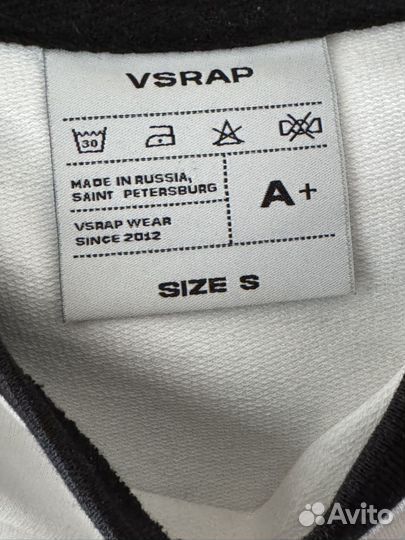 VSRAP
30
MADE IN RUSSIA,
SAINT PETERSBURG
A+
VSRAP WEAR
SINCE 2012
SIZE S
Avito